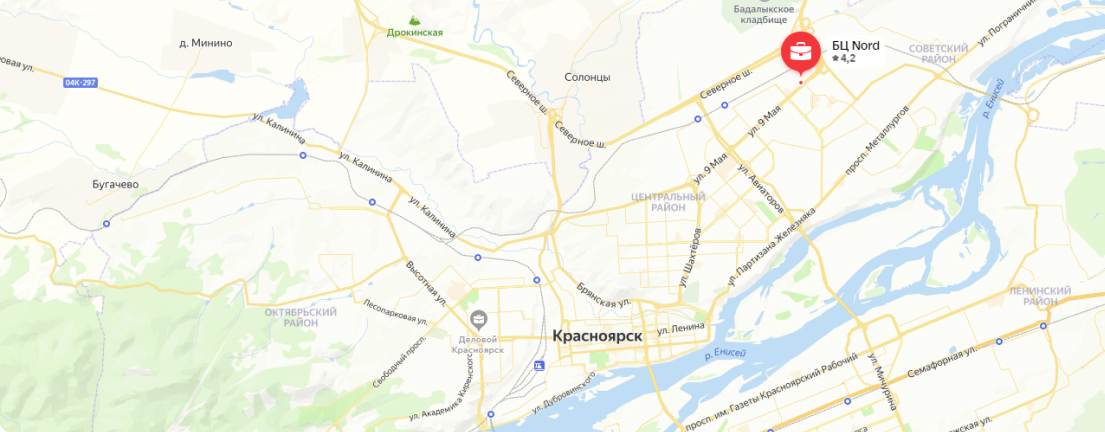 Бадалыкское
кладбище
ул. Пограничников
Дрокинская
д. Минино
БЦ Nord
4,2
СОВЕТСКИЙ
РАЙОН
04К-297
Солонцы
Северное ш.
Северное ш.
Северное ш.
р. Енисей
ул. 9 Мая
просп. Металлургов
ул. Калинина
ул. Калинина
ул. Калинина
ул. 9 Мая
ул. Авиаторов
Бугачево
ЦЕНТРАЛЬНЫЙ
РАЙОН
ул. Шахтёров
ул. Партизана Железняка
Высотная ул.
Брянская ул.
ЛЕНИНСКИЙ
РАЙОН
Лесопарковая ул.
ОКТЯБРЬСКИЙ
РАЙОН
Деловой
Красноярск
Красноярск
ул. Ленина
р. Енисей
Свободный просп.
ул. Академика Киренского
ул. Дубровинского
просп. им. Газеты Красноярский Рабочий
ул. Мичурина
Семафорная ул.